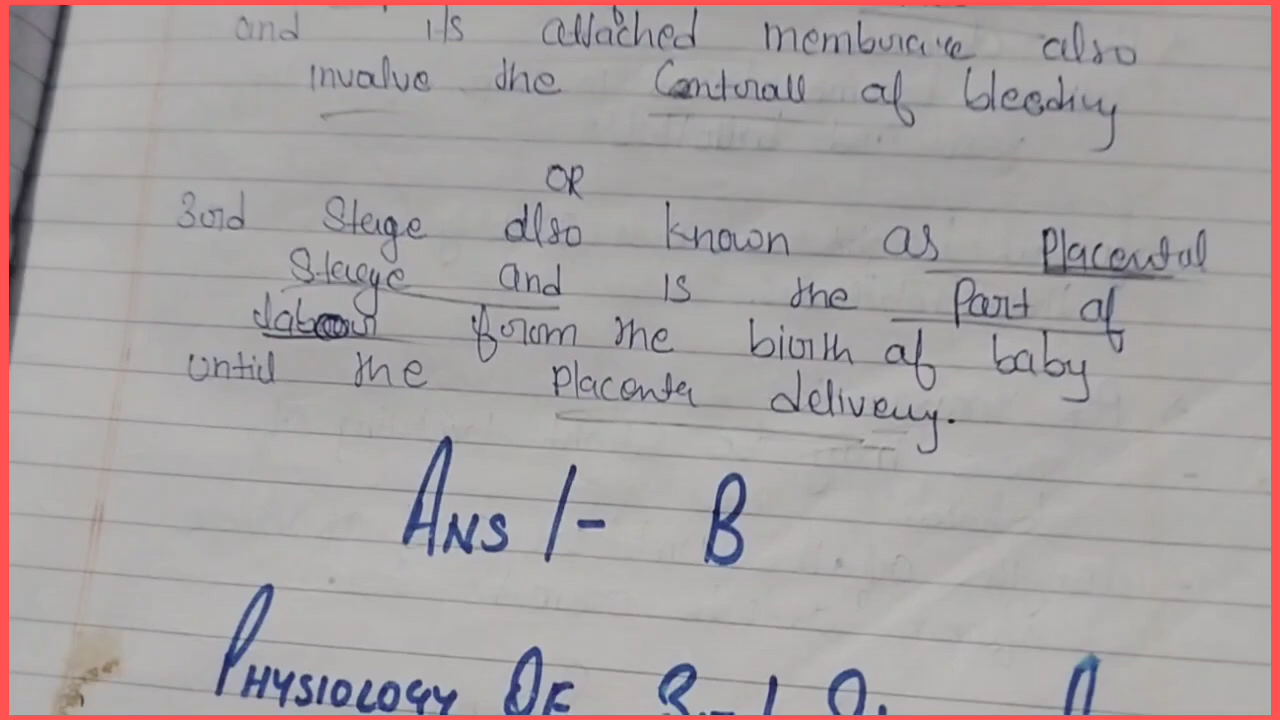 and its attached membrane also
involve the Controall of bleeding
OR
3rd Stage also known as Placental
Stage and is the Part of
labour from the birth of baby
until the Placenta delivery.
ANS /- B
PHYSIOLOGY OF